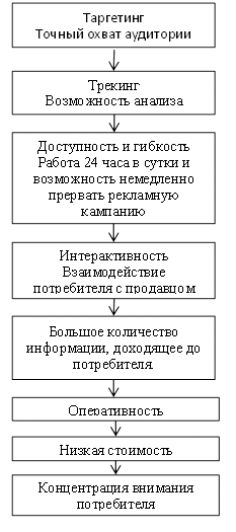 Таргетинг
Точный охват аудитории
Трекинг
Возможность анализа
Доступность и гибкость
Работа 24 часа в сутки и
возможность немедленно
прервать рекламную
кампанию
Интерактивность
Взаимодействие
потребителя с продавцом
Большое количество
информации, доходящее до
потребителя
Оперативность
Низкая стоимость
Концентрация внимания
потребителя